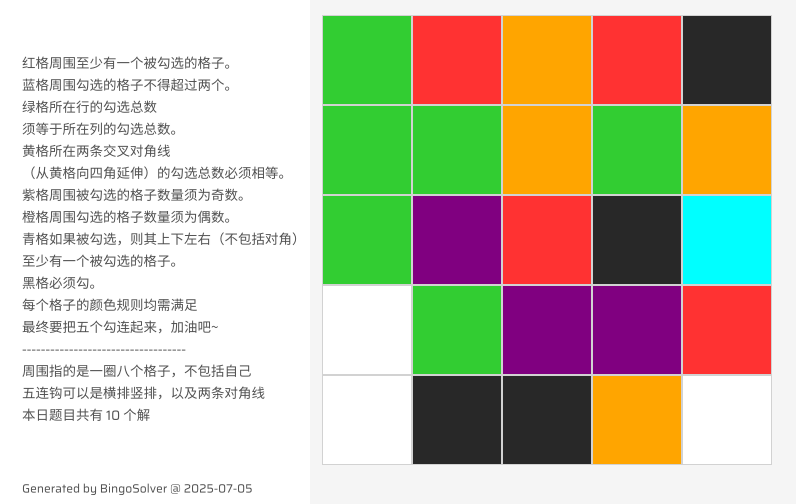 红格周围至少有一个被勾选的格子。
蓝格周围勾选的格子不得超过两个。
绿格所在行的勾选总数
须等于所在列的勾选总数。
黄格所在两条交叉对角线
（从黄格向四角延伸）的勾选总数必须相等。
紫格周围被勾选的格子数量须为奇数。
橙格周围勾选的格子数量须为偶数。
青格如果被勾选，则其上下左右（不包括对角）
至少有一个被勾选的格子。
黑格必须勾。
每个格子的颜色规则均需满足
最终要把五个勾连起来，加油吧~
----------------------------------
周围指的是一圈八个格子，不包括自己
五连钩可以是横排竖排，以及两条对角线
本日题目共有 10 个解
Generated by BingoSolver @ 2025-07-05